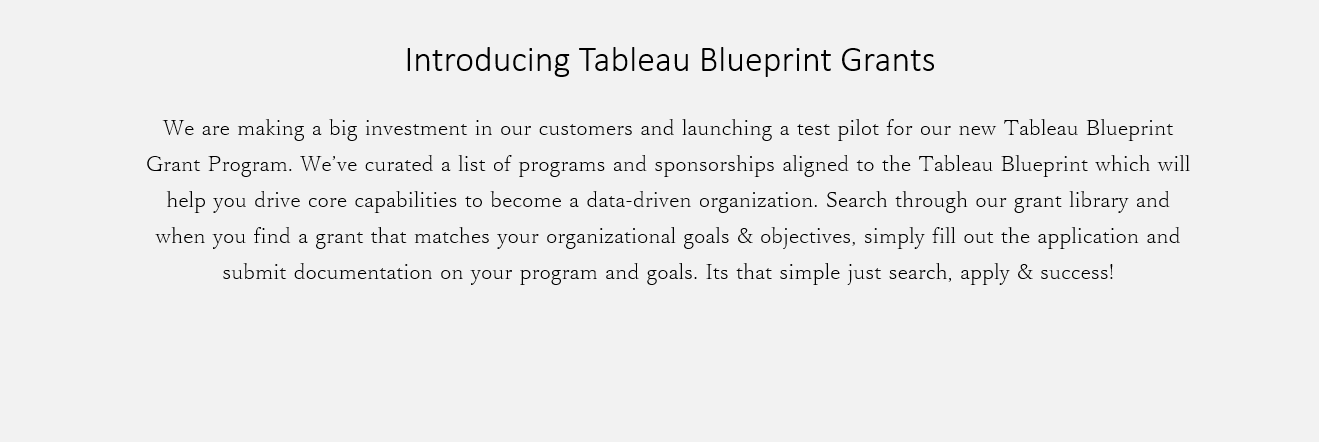 Introducing Tableau Blueprint Grants
We are making a big investment in our customers and launching a test pilot for our new Tableau Blueprint
Grant Program. We’ve curated a list of programs and sponsorships aligned to the Tableau Blueprint which will
help you drive core capabilities to become a data-driven organization. Search through our grant library and
when you find a grant that matches your organizational goals & objectives, simply fill out the application and
submit documentation on your program and goals. Its that simple just search, apply & success!